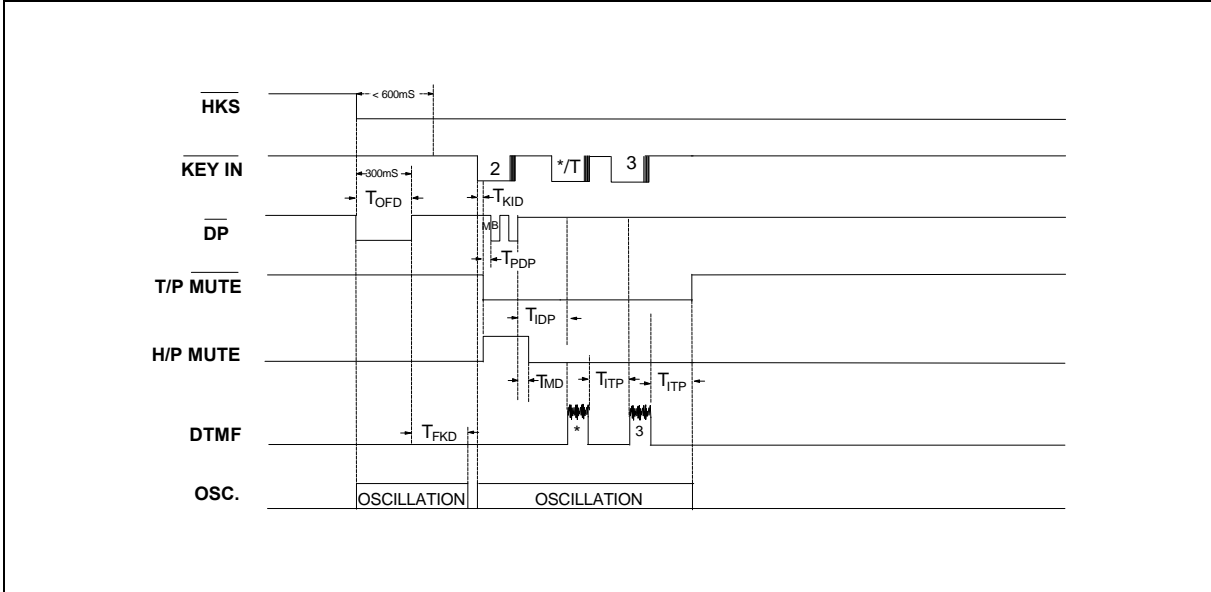 HKS
< 600mS
KEY IN
2
*/T
3
300mS
TOFD
TKID
DP
MB
TPDP
T/P MUTE
TIDP
H/P MUTE
TMD
TITP
TITP
DTMF
TFKD
*
3
OSC.
OSCILLATION
OSCILLATION